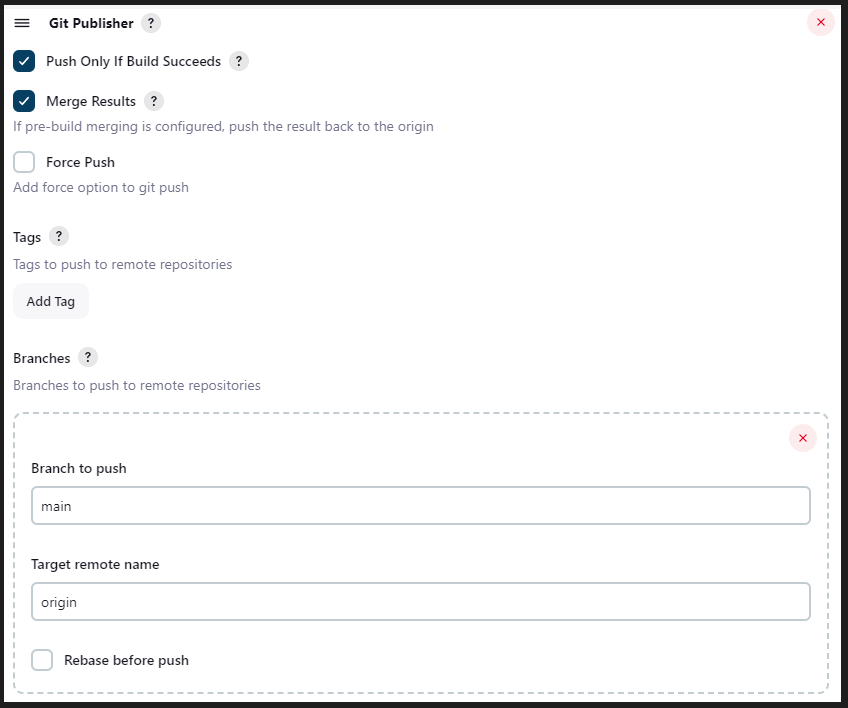 Git Publisher ?
Push Only If Build Succeeds ?
Merge Results ?
If pre-build merging is configured, push the result back to the origin
Force Push
Add force option to git push
Tags ?
Tags to push to remote repositories
Add Tag
Branches ?
Branches to push to remote repositories
Branch to push
main
Target remote name
origin
Rebase before push